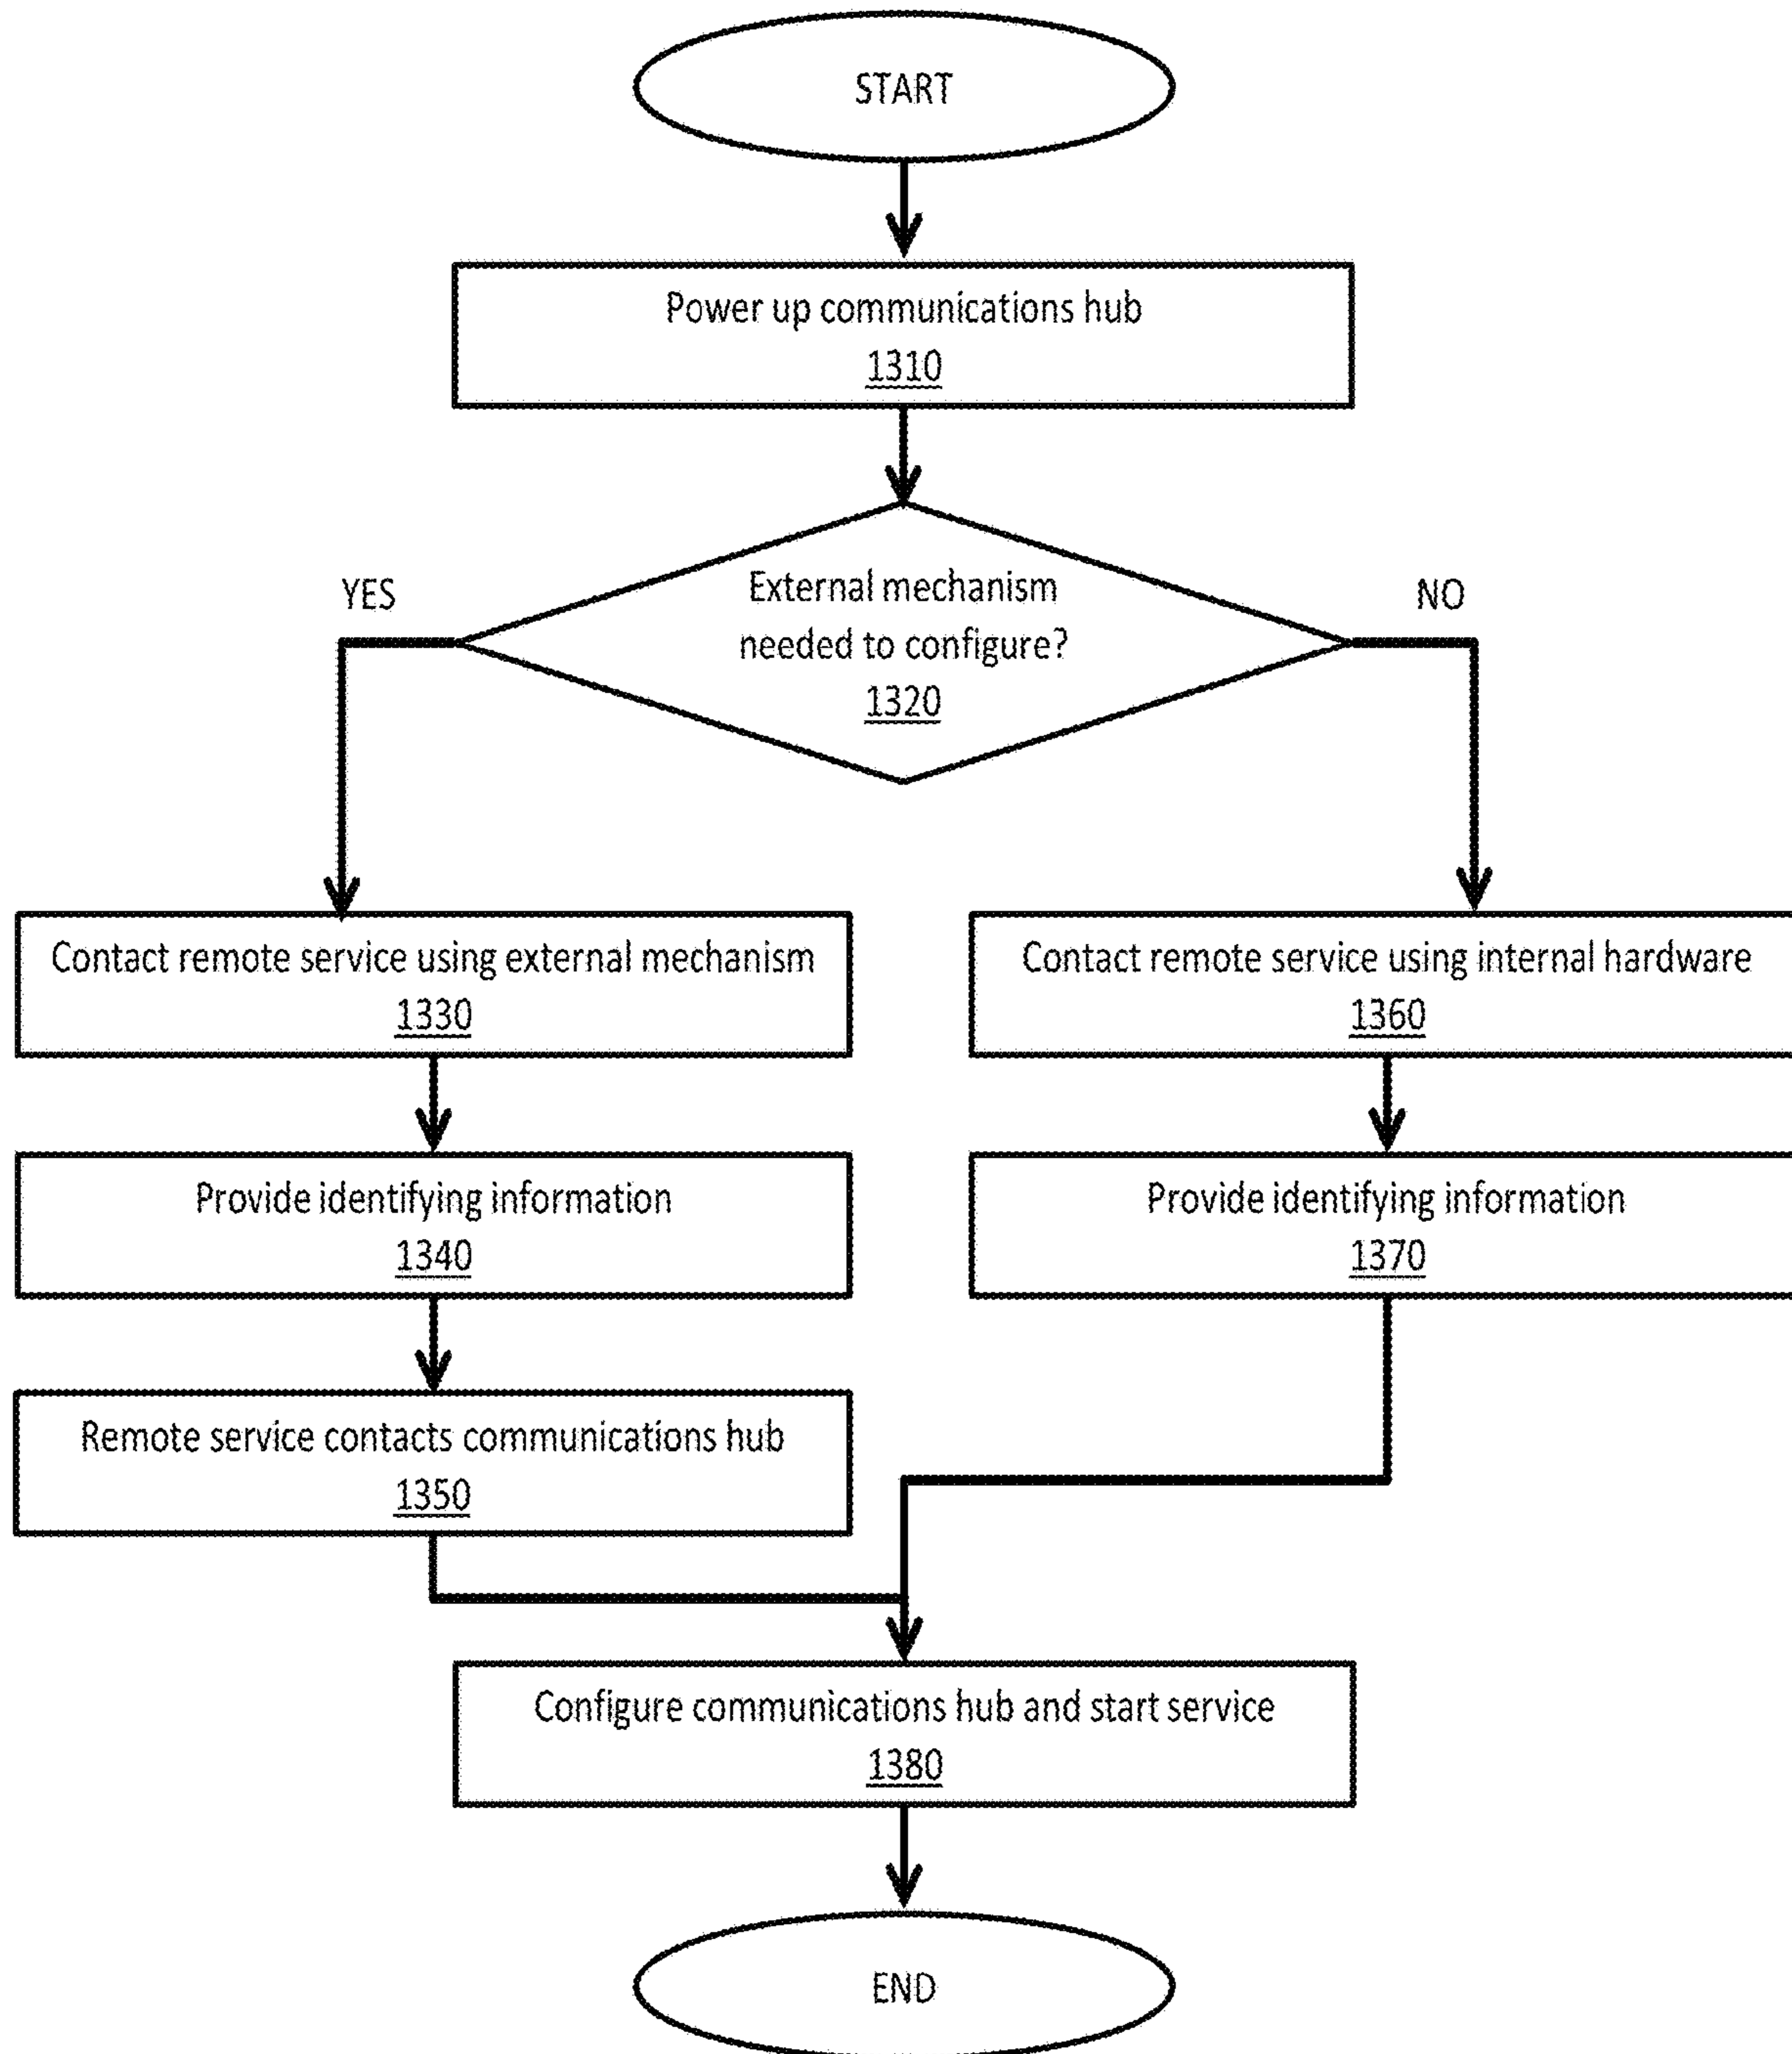 START
Power up communications hub
1310
External mechanism
needed to configure?
1320
YES
NO
Contact remote service using external mechanism
1330
Provide identifying information
1340
Remote service contacts communications hub
1350
Contact remote service using internal hardware
1360
Provide identifying information
1370
Configure communications hub and start service
1380
END